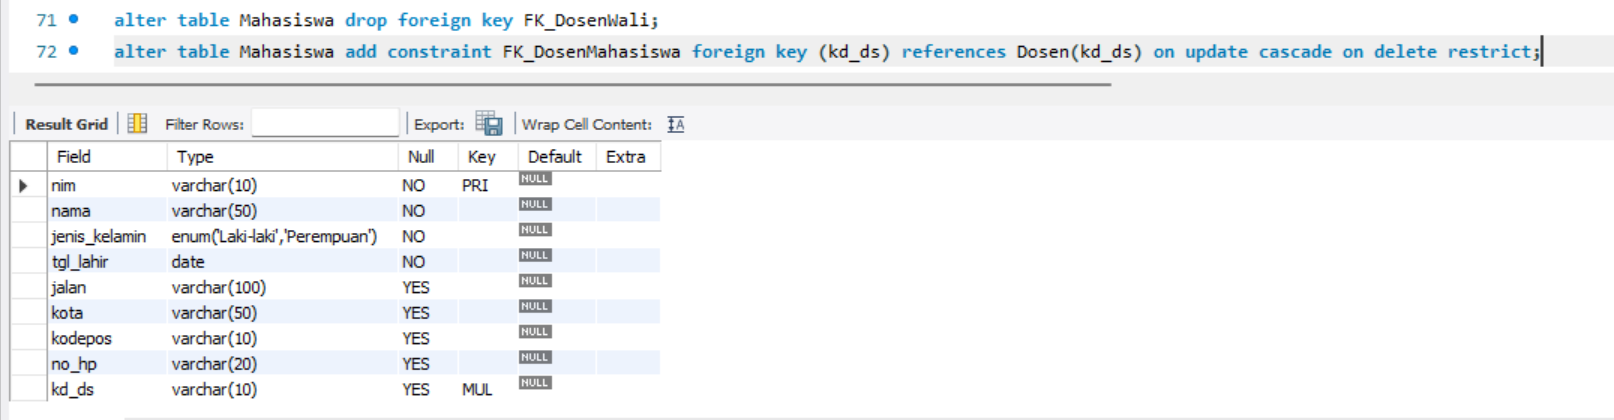 71 alter table Mahasiswa drop foreign key FK_DosenWali;
72 alter table Mahasiswa add constraint FK_DosenMahasiswa foreign key (kd_ds) references Dosen(kd_ds) on update cascade on delete restrict;
Result Grid Filter Rows: Export: Wrap Cell Content: IA
Field Type Null Key Default Extra
nim varchar(10) NO PRI NULL
nama varchar(50) NO NULL
jenis_kelamin enum('Laki-laki','Perempuan') NO NULL
tgl_lahir date NO NULL
jalan varchar(100) YES NULL
kota varchar(50) YES NULL
kodepos varchar(10) YES NULL
no_hp varchar(20) YES NULL
kd_ds varchar(10) YES MUL NULL